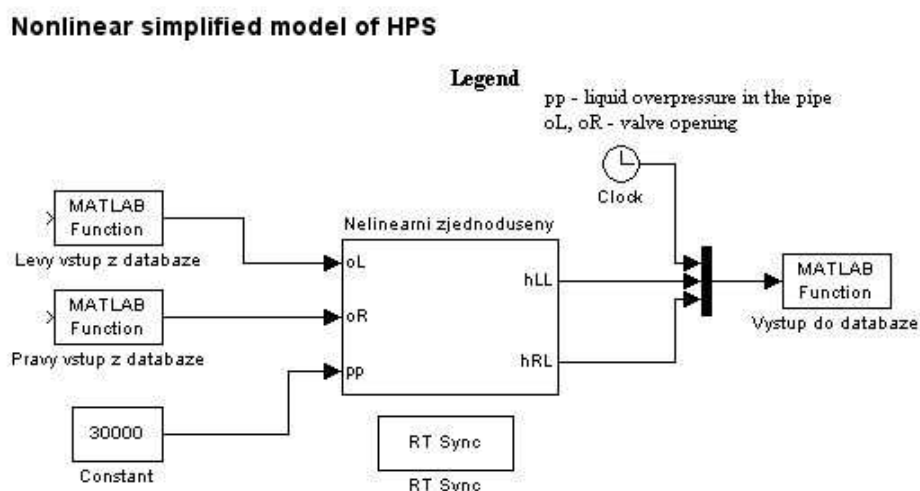 Nonlinear simplified model of HPS
Legend
pp - liquid overpressure in the pipe
oL, oR - valve opening
Clock
MATLAB
Function
Levy vstup z databaze
Nelinearni zjednoduseny
oL
oR
pp
hLL
hRL
MATLAB
Function
Pravy vstup z databaze
MATLAB
Function
Vystup do databaze
30000
Constant
RT Sync
RT Sync